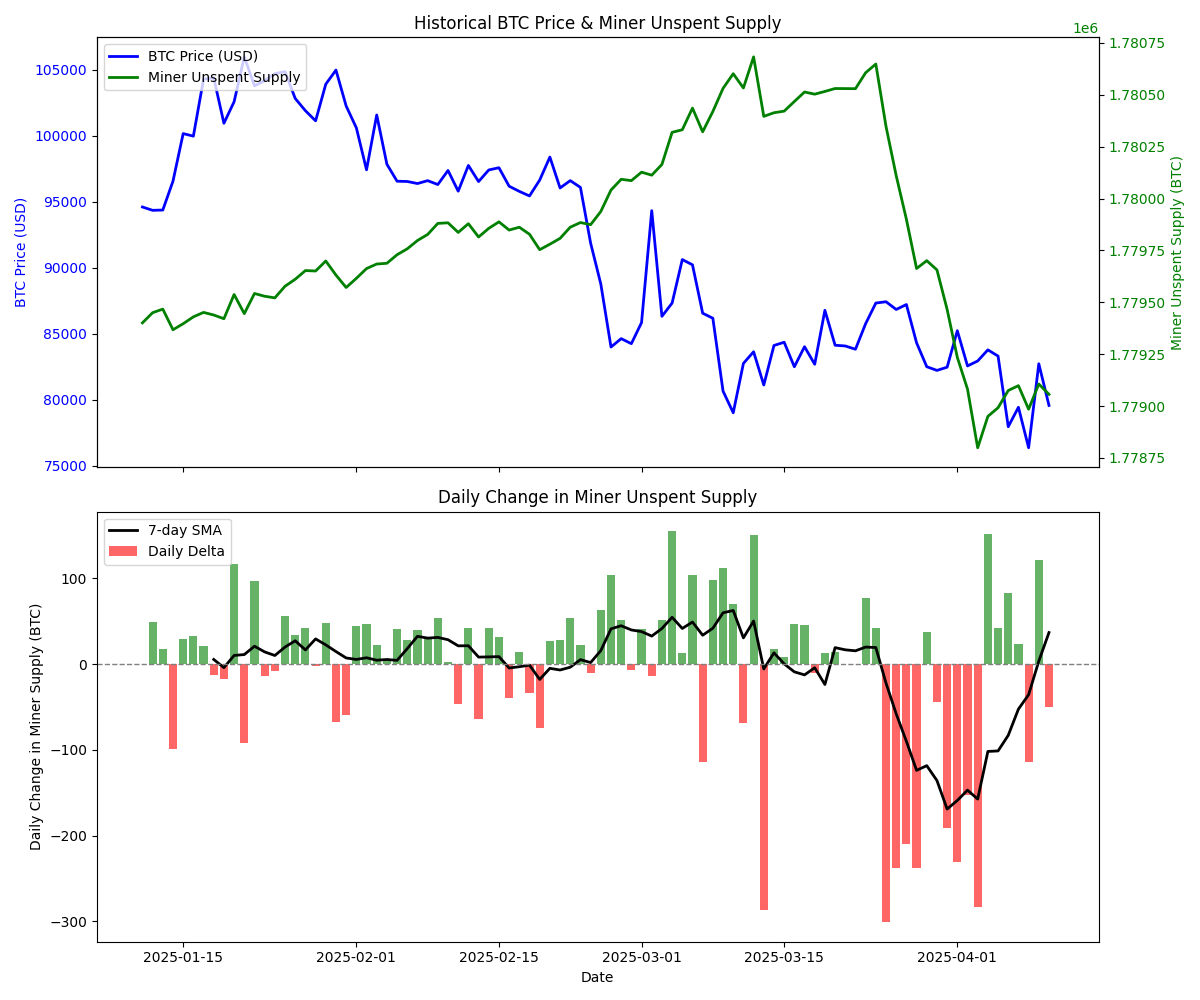 Historical BTC Price & Miner Unspent Supply
1e6
BTC Price (USD)
Miner Unspent Supply
105000
100000
95000
90000
85000
80000
75000
BTC Price (USD)
1.78075
1.78050
1.78025
1.78000
1.77975
1.77950
1.77925
1.77900
1.77875
Miner Unspent Supply (BTC)
Daily Change in Miner Unspent Supply
7-day SMA
Daily Delta
100
0
−100
−200
−300
Daily Change in Miner Supply (BTC)
2025-01-15
2025-02-01
2025-02-15
2025-03-01
2025-03-15
2025-04-01
Date